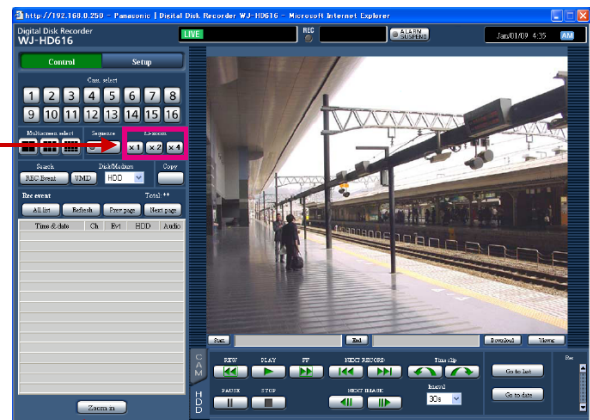 http://192.168.0.250 - Panasonic | Digital Disk Recorder WJ-HD616 - Microsoft Internet Explorer
Digital Disk Recorder
WJ-HD616
LIVE
REC
ALARM
SUSPEND
Jan/01/09 4:35 AM
Control Setup
Cam. select
1 2 3 4 5 6 7 8
9 10 11 12 13 14 15 16
Multiscreen select Sequence
x1 x2 x4
Search Disk/Medium Copy
REC Event VMD HDD
Rec event Total: **
All list Refresh Prev page Next page
Time & date Ch Evt HDD Audio
Start End Download Viewer
CAM
REW PLAY FF NEXT RECORD Time slip
Go to last
HDD
PAUSE STOP NEXT IMAGE Interval
30s
Go to date
Zoom in